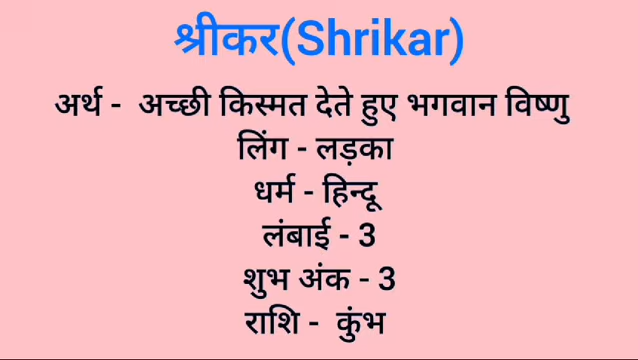 श्रीकर(Shrikar)
अर्थ - अच्छी किस्मत देते हुए भगवान विष्णु
लिंग - लड़का
धर्म - हिन्दू
लंबाई - 3
शुभ अंक - 3
राशि - कुंभ